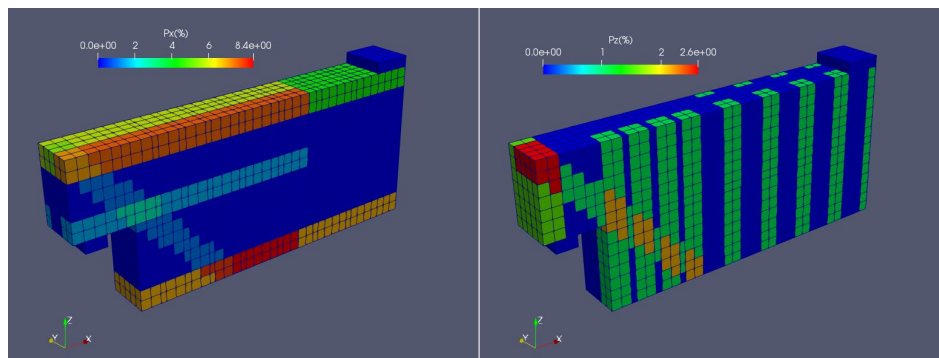 Px(%)
0.0e+00 2 4 6 8.4e+00
Z
Y X
Pz(%)
0.0e+00 1 2 2.6e+00
Z
Y X